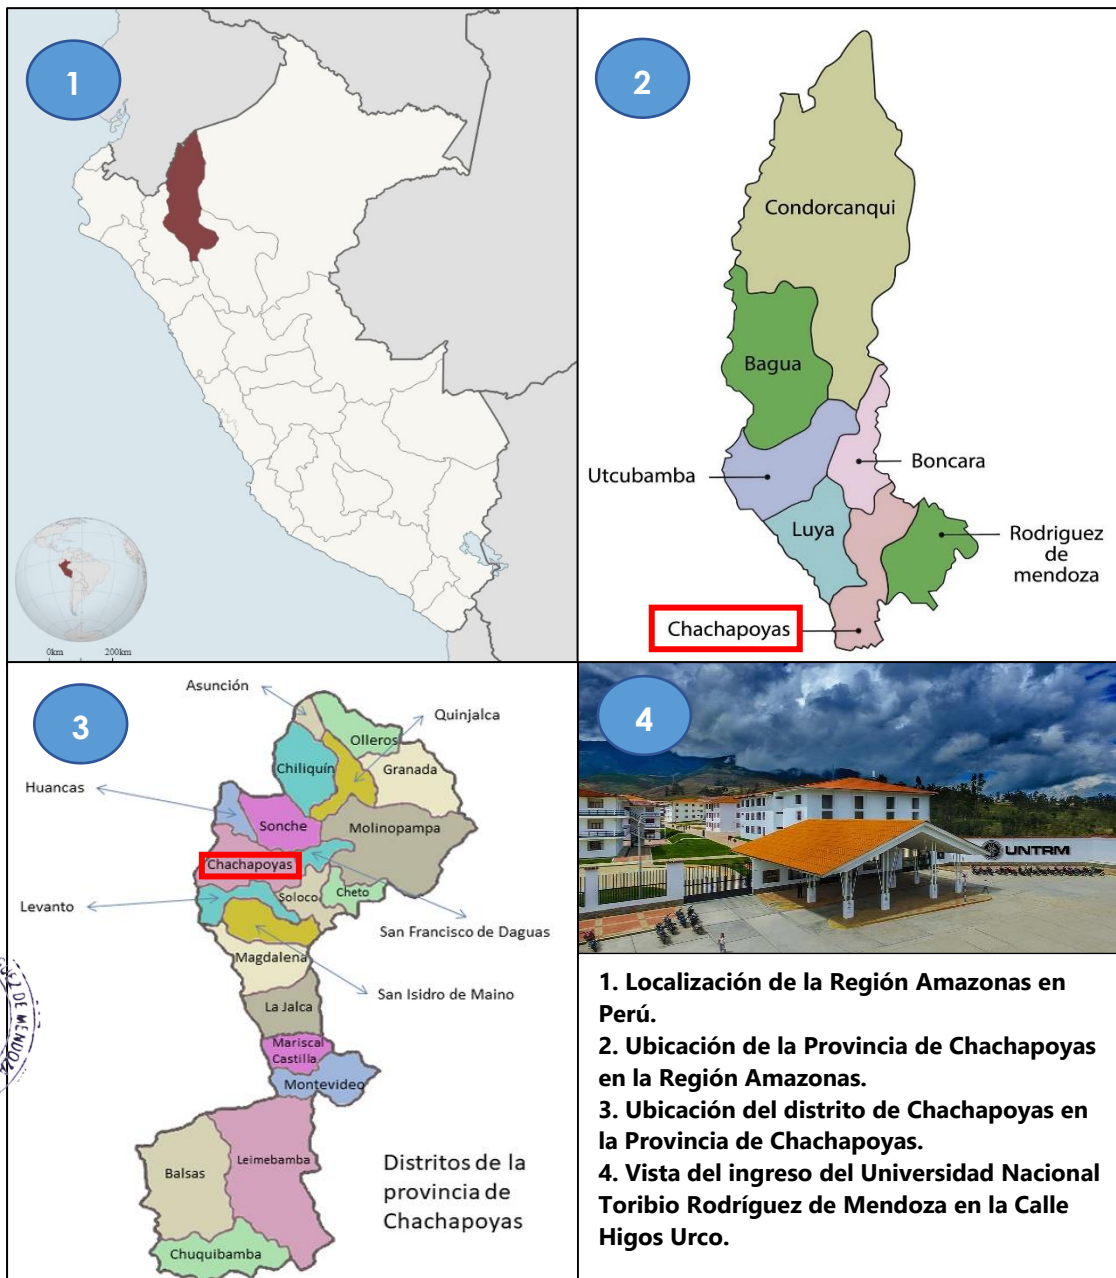 1
0km 200km
2
Condorcanqui
Bagua
Utcubamba
Boncara
Luya
Rodriguez
de
mendoza
Chachapoyas
3
Asunción
Quinjalca
Olleros
Chiliquín
Granada
Huancas
Sonche
Molinopampa
Chachapoyas
Levanto
Soloco
Cheto
San Francisco de Daguas
Magdalena
San Isidro de Maino
La Jalca
Mariscal
Castilla
Montevideo
Balsas
Leimebamba
Chuquibamba
Distritos de la
provincia de
Chachapoyas
DE MENDOZA
4
UNTRM
1. Localización de la Región Amazonas en
Perú.
2. Ubicación de la Provincia de Chachapoyas
en la Región Amazonas.
3. Ubicación del distrito de Chachapoyas en
la Provincia de Chachapoyas.
4. Vista del ingreso del Universidad Nacional
Toribio Rodríguez de Mendoza en la Calle
Higos Urco.